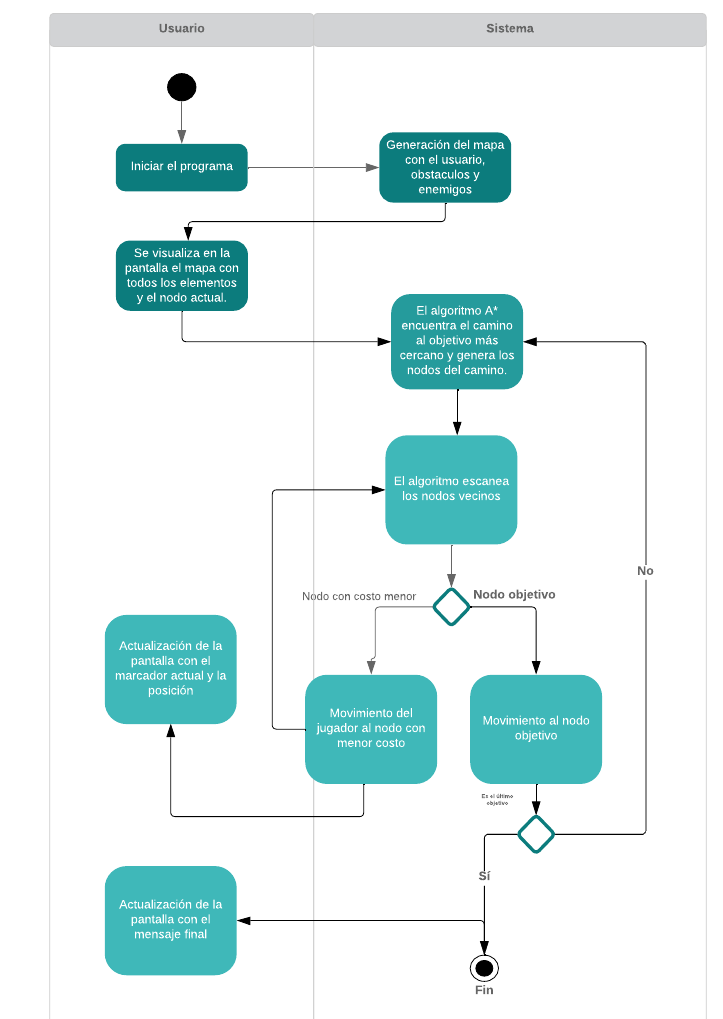 Usuario
Sistema
Iniciar el programa
Generación del mapa
con el usuario,
obstaculos y
enemigos
Se visualiza en la
pantalla el mapa con
todos los elementos
y el nodo actual.
El algoritmo A*
encuentra el camino
al objetivo más
cercano y genera los
nodos del camino.
El algoritmo escanea
los nodos vecinos
No
Nodo con costo menor
Nodo objetivo
Actualización de la
pantalla con el
marcador actual y la
posición
Movimiento del
jugador al nodo con
menor costo
Movimiento al nodo
objetivo
Es el último
objetivo
Sí
Actualización de la
pantalla con el
mensaje final
Fin